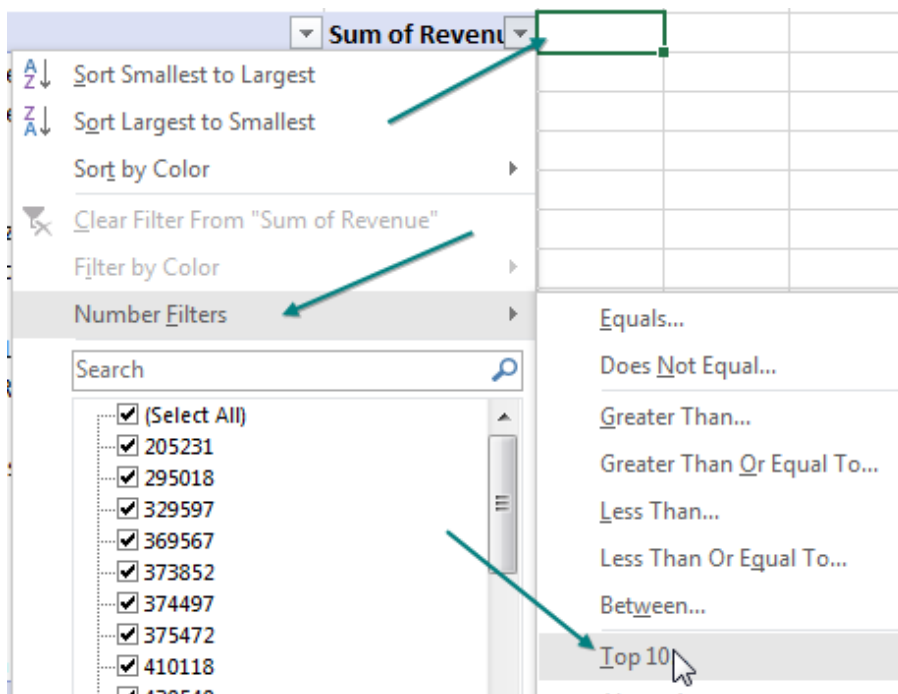 Sum of Revenu
Sort Smallest to Largest
Sort Largest to Smallest
Sort by Color
Clear Filter From "Sum of Revenue"
Filter by Color
Number Filters
Search
(Select All)
205231
295018
329597
369567
373852
374497
375472
410118
Equals...
Does Not Equal...
Greater Than...
Greater Than Or Equal To...
Less Than...
Less Than Or Equal To...
Between...
Top 10